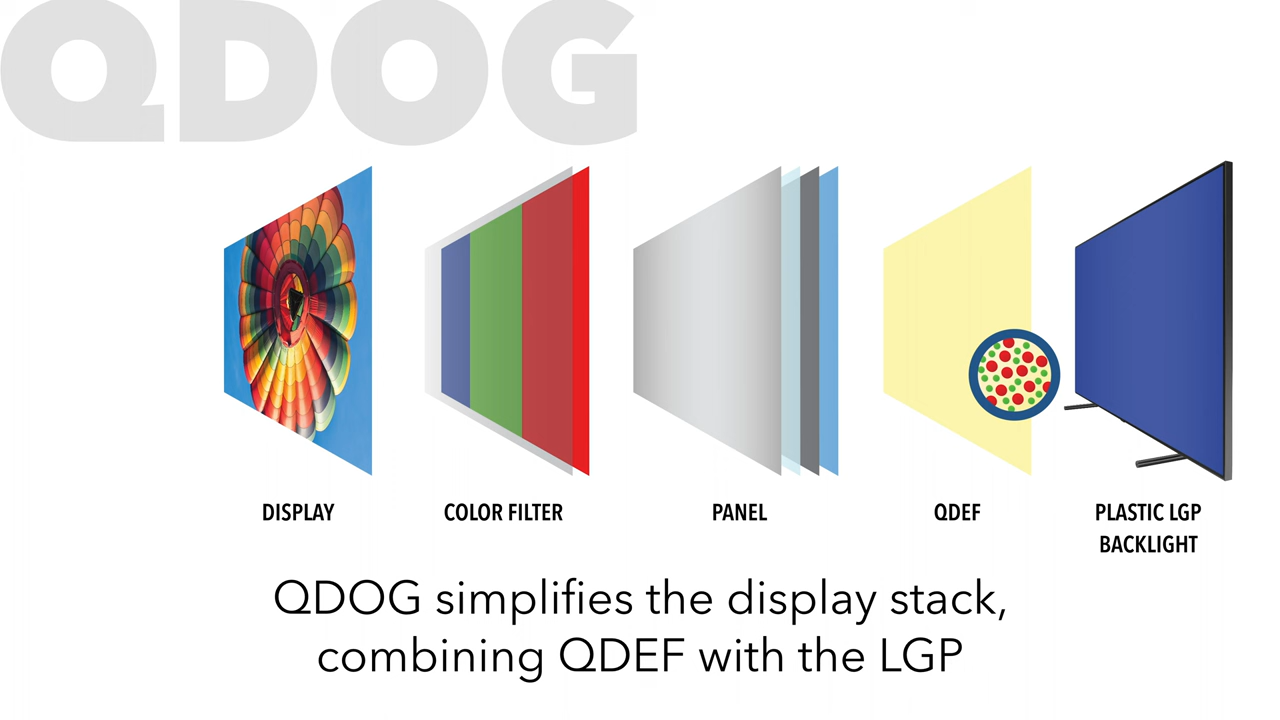 QDOG
DISPLAY
COLOR FILTER
PANEL
QDEF
PLASTIC LGP
BACKLIGHT
QDOG simplifies the display stack,
combining QDEF with the LGP